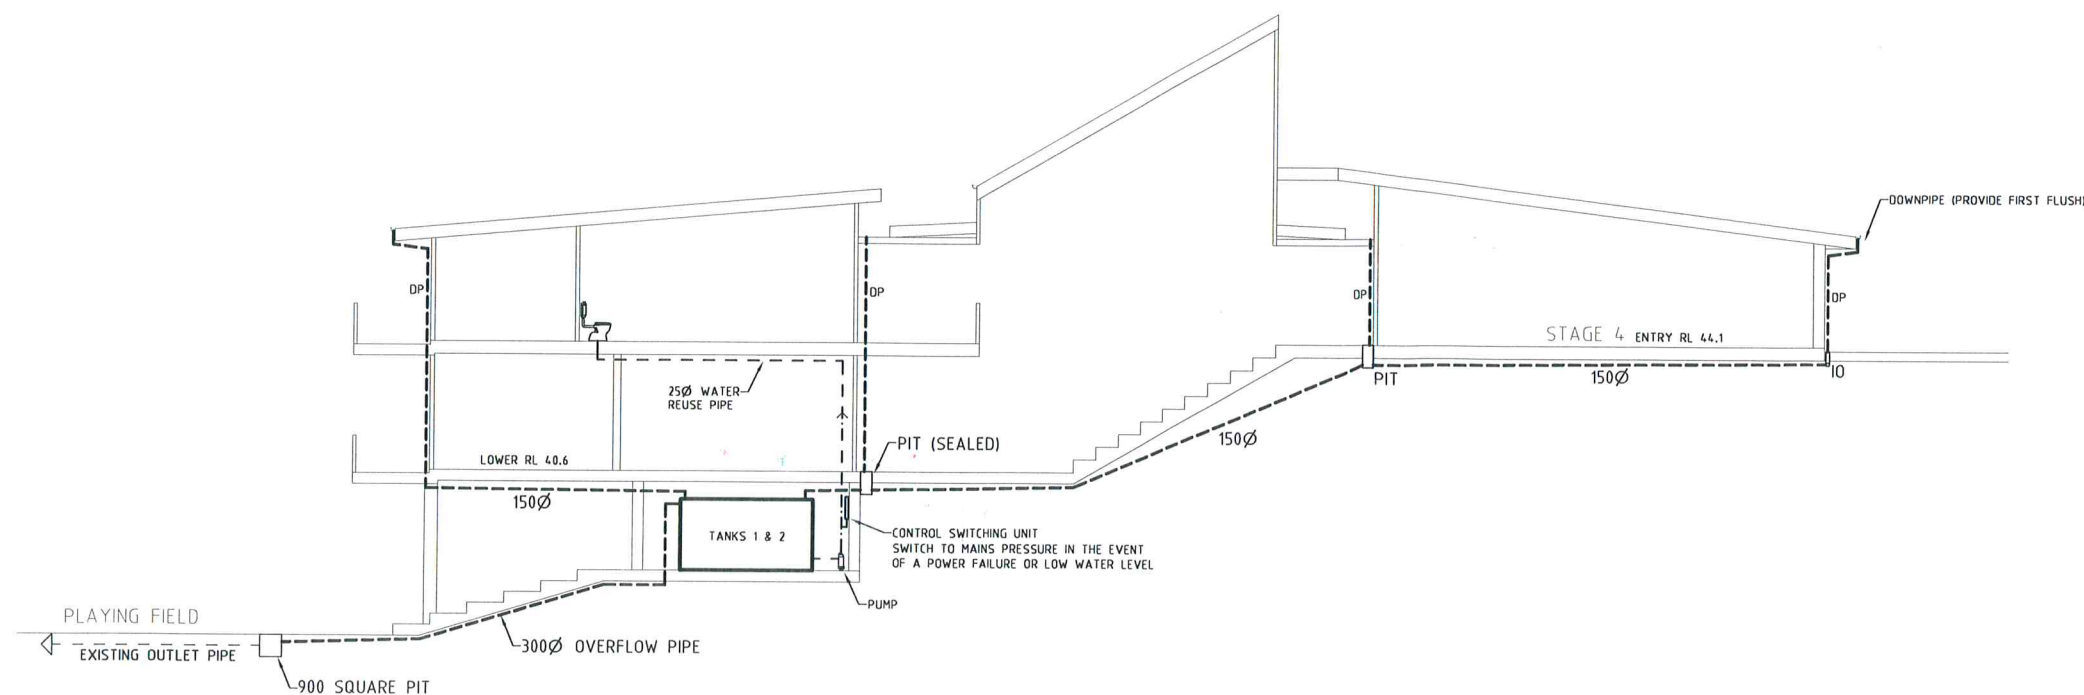 DOWNPIPE (PROVIDE FIRST FLUSH)
DP
DP
DP
DP
STAGE 4 ENTRY RL 44.1
PIT
150Ø
IO
25Ø WATER
REUSE PIPE
150Ø
PIT (SEALED)
LOWER RL 40.6
150Ø
TANKS 1 & 2
CONTROL SWITCHING UNIT
SWITCH TO MAINS PRESSURE IN THE EVENT
OF A POWER FAILURE OR LOW WATER LEVEL
PUMP
PLAYING FIELD
EXISTING OUTLET PIPE
300Ø OVERFLOW PIPE
900 SQUARE PIT